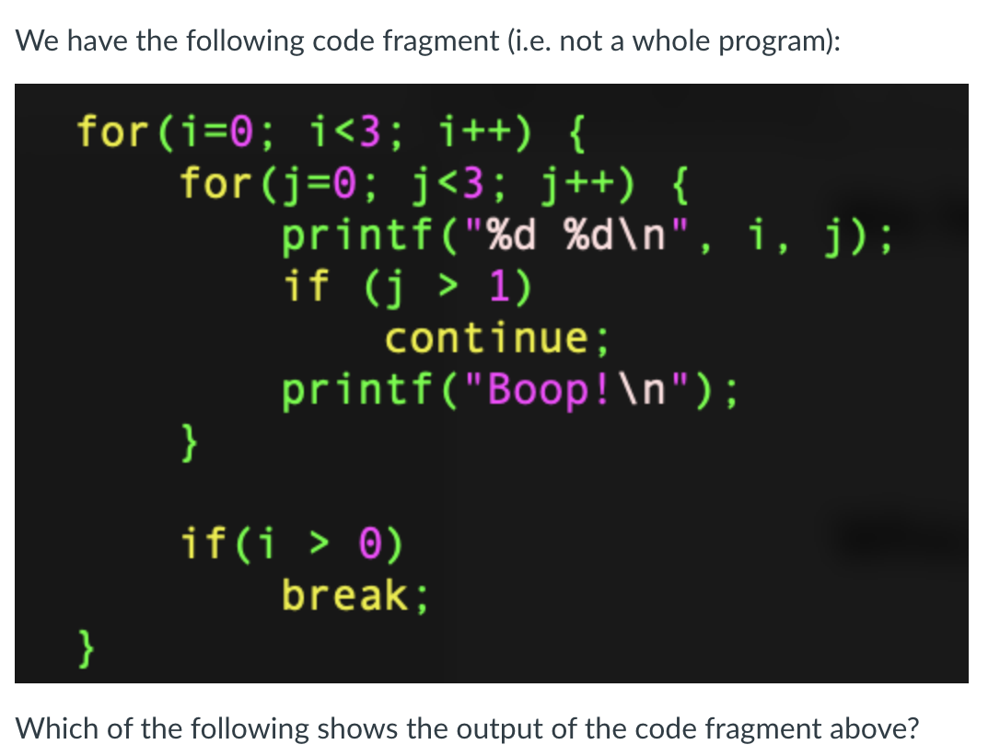 We have the following code fragment (i.e. not a whole program):
for(i=0; i<3; i++) {
    for(j=0; j<3; j++) {
        printf("%d %d\n", i, j);
        if (j > 1)
            continue;
        printf("Boop!\n");
    }

    if(i > 0)
        break;
}
Which of the following shows the output of the code fragment above?